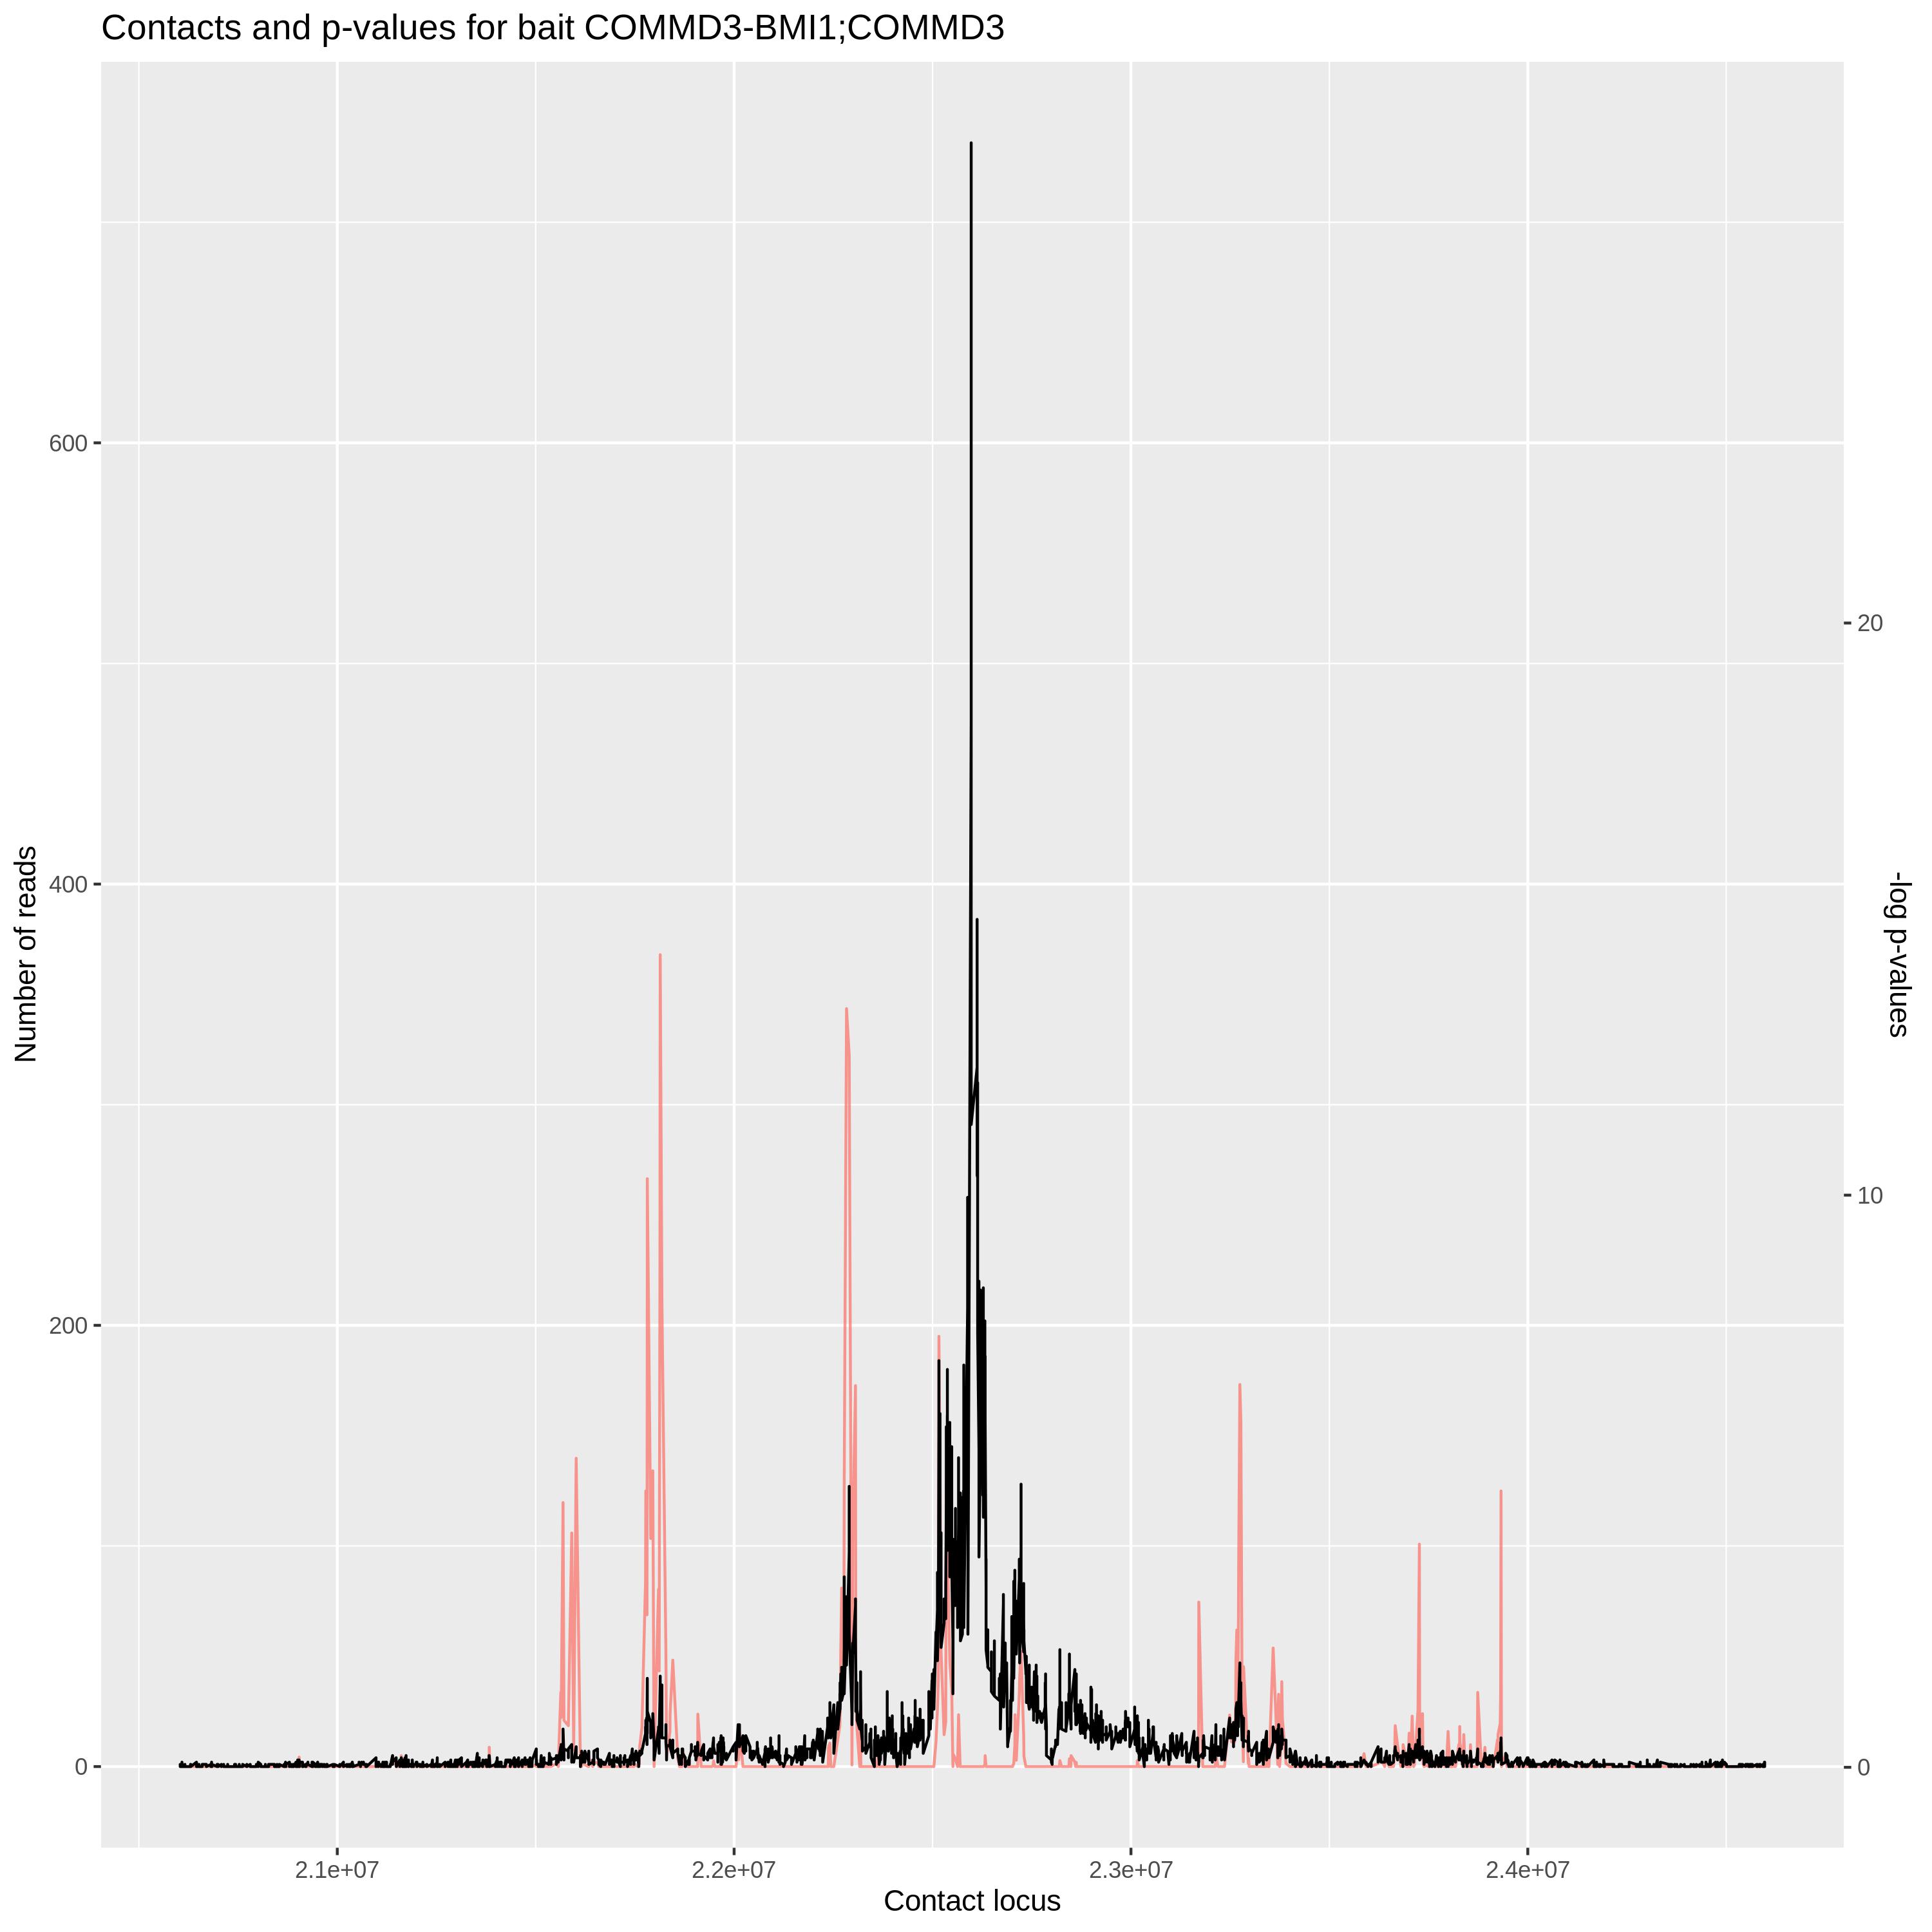 Contacts and p-values for bait COMMD3-BMI1;COMMD3
Number of reads
600
400
200
0
20
10
0
-log p-values
2.1e+07
2.2e+07
2.3e+07
2.4e+07
Contact locus